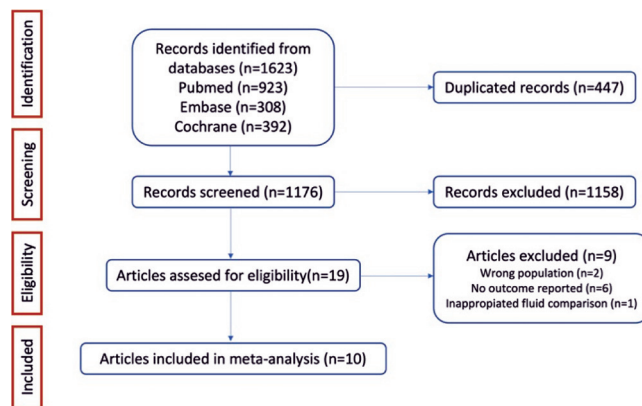 Identification
Records identified from
databases (n=1623)
Pubmed (n=923)
Embase (n=308)
Cochrane (n=392)
Duplicated records (n=447)
Screening
Records screened (n=1176)
Records excluded (n=1158)
Eligibility
Articles assesed for eligibility(n=19)
Articles excluded (n=9)
Wrong population (n=2)
No outcome reported (n=6)
Inappropiated fluid comparison (n=1)
Included
Articles included in meta-analysis (n=10)